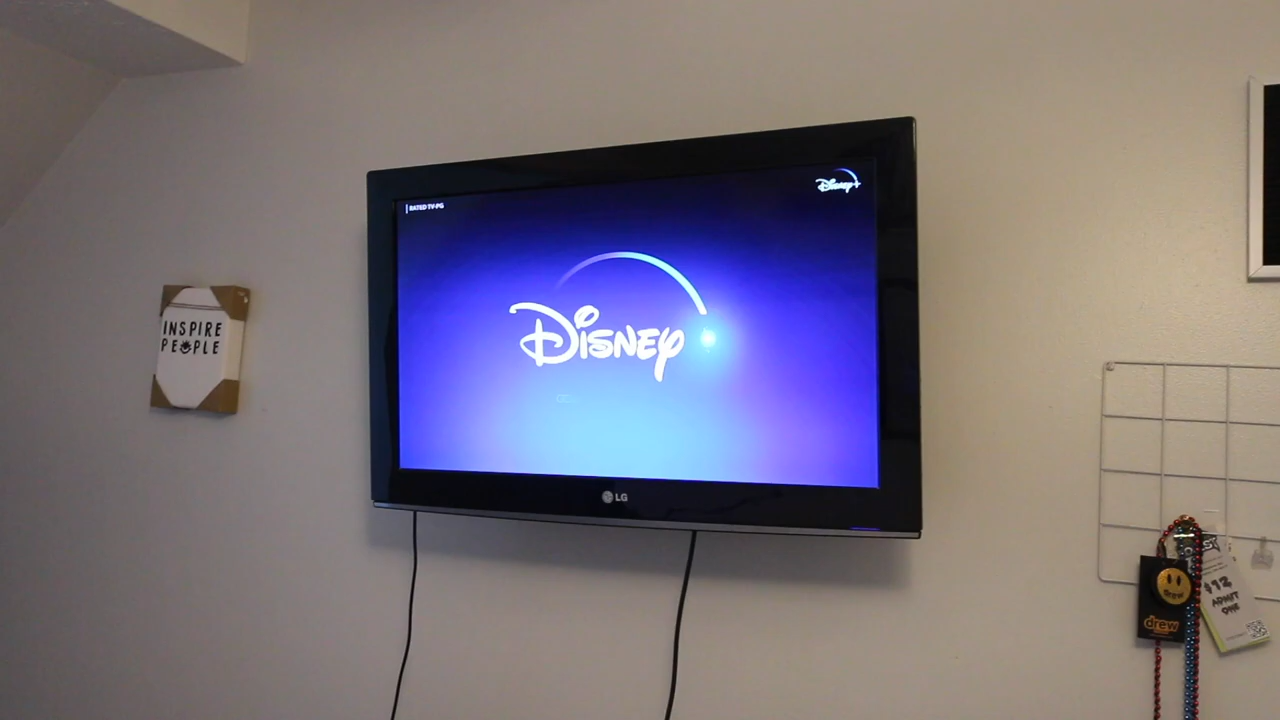 RATED TV-PG
Disney+
Disney
LG
INSPIRE
PEOPLE
drew
drew
$12
ADMIT
ONE